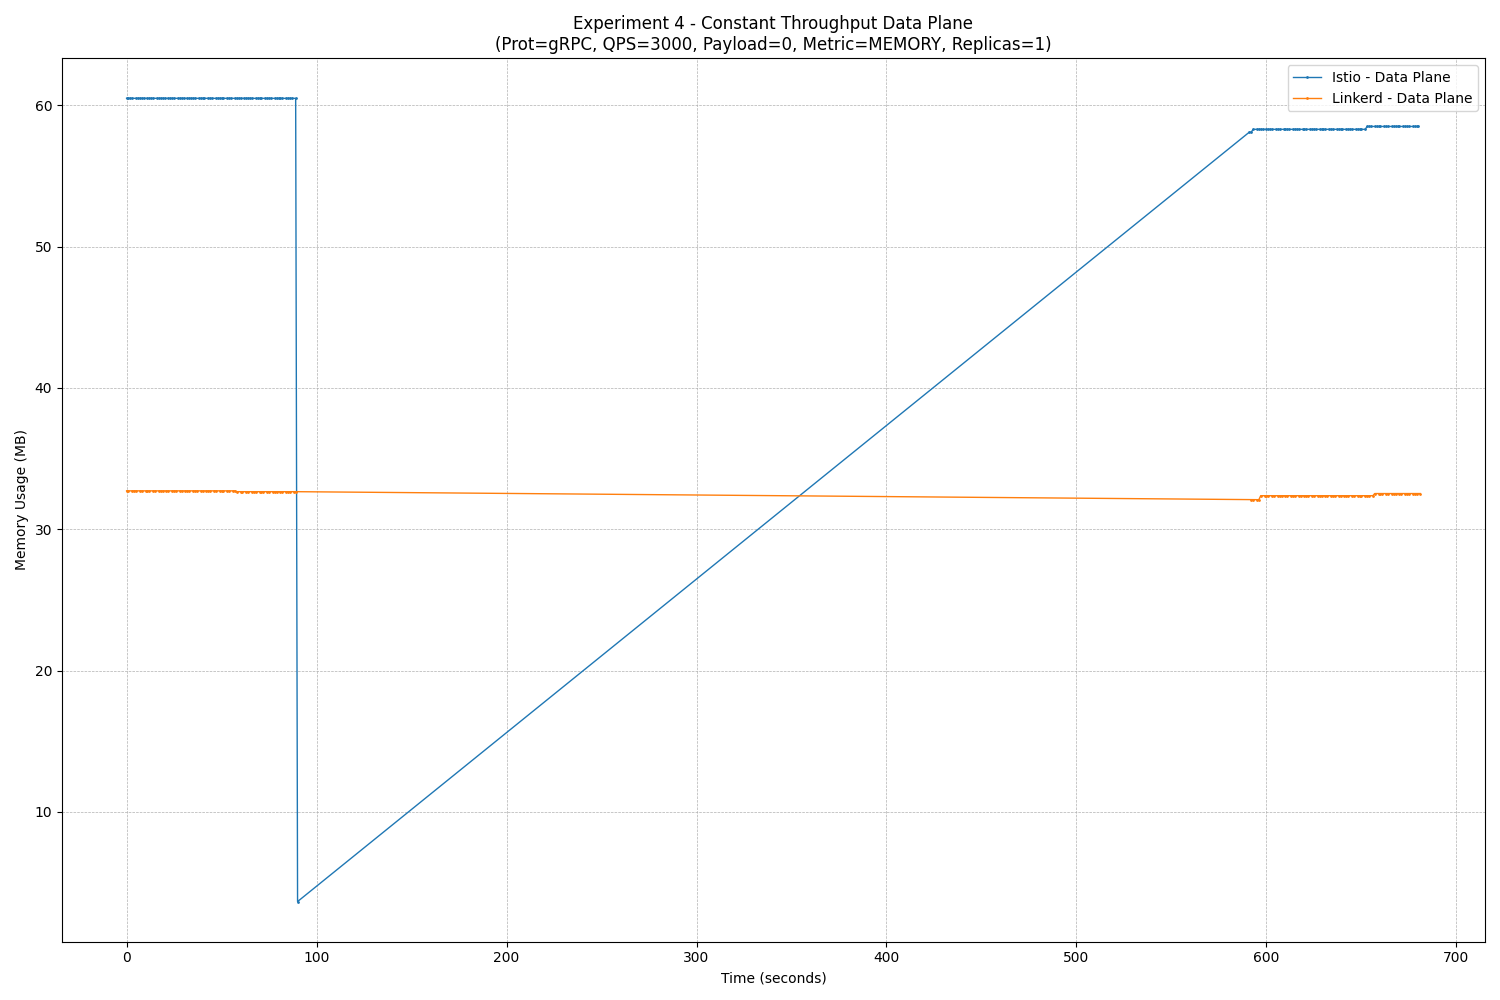 Experiment 4 - Constant Throughput Data Plane
(Prot=gRPC, QPS=3000, Payload=0, Metric=MEMORY, Replicas=1)
Istio - Data Plane
Linkerd - Data Plane
Memory Usage (MB)
60
50
40
30
20
10
0
100
200
300
400
500
600
700
Time (seconds)